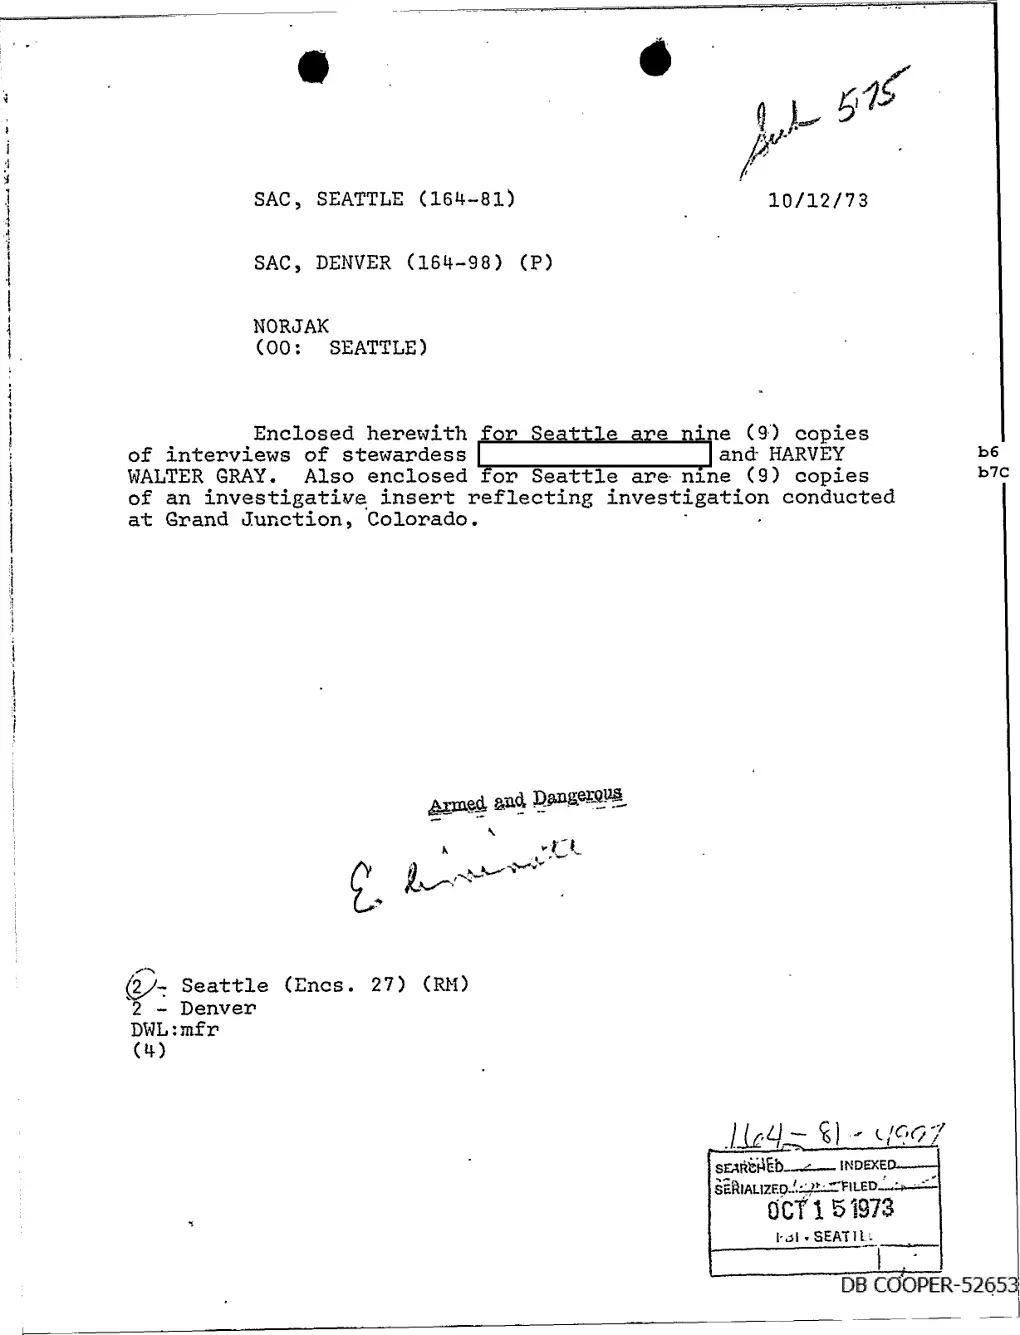 Sub 575
SAC, SEATTLE (164-81) 10/12/73
SAC, DENVER (164-98) (P)
NORJAK
(OO: SEATTLE)
Enclosed herewith for Seattle are nine (9) copies
of interviews of stewardess and HARVEY b6
WALTER GRAY. Also enclosed for Seattle are nine (9) copies b7C
of an investigative insert reflecting investigation conducted
at Grand Junction, Colorado.
Armed and Dangerous
2 - Seattle (Encs. 27) (RM)
2 - Denver
DWL:mfr
(4)
164-81-4997
SEARCHED INDEXED
SERIALIZED FILED
OCT 15 1973
FBI - SEATTLE
DB COOPER-52653